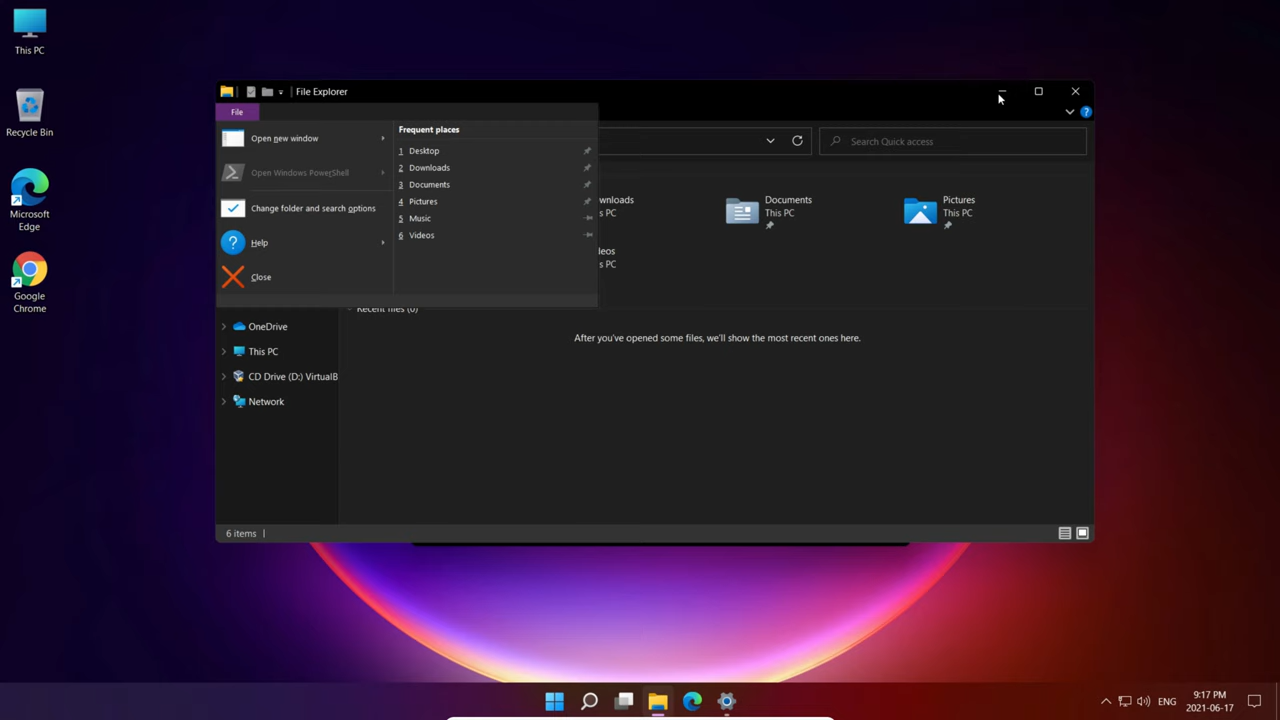 This PC
Recycle Bin
Microsoft
Edge
Google
Chrome
File Explorer
File
Open new window
Open Windows PowerShell
Change folder and search options
Help
Close
Frequent places
1 Desktop
2 Downloads
3 Documents
4 Pictures
5 Music
6 Videos
Search Quick access
wnloads
s PC
Documents
This PC
Pictures
This PC
eos
s PC
Recent files (0)
After you've opened some files, we'll show the most recent ones here.
OneDrive
This PC
CD Drive (D:) VirtualB
Network
6 items
ENG
9:17 PM
2021-06-17